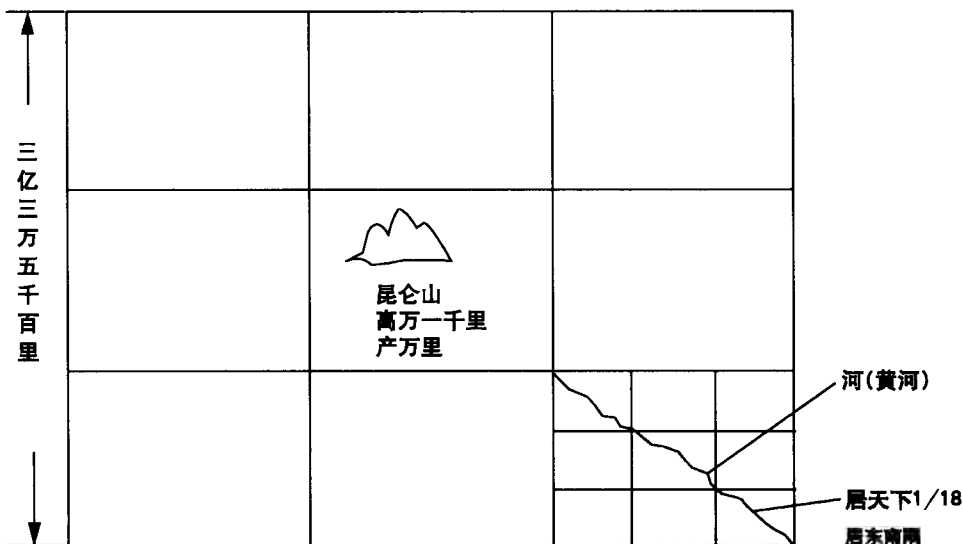 三亿三万五千百里
昆仑山
高万一千里
产万里
河(黄河)
居天下1/18
居东南隅